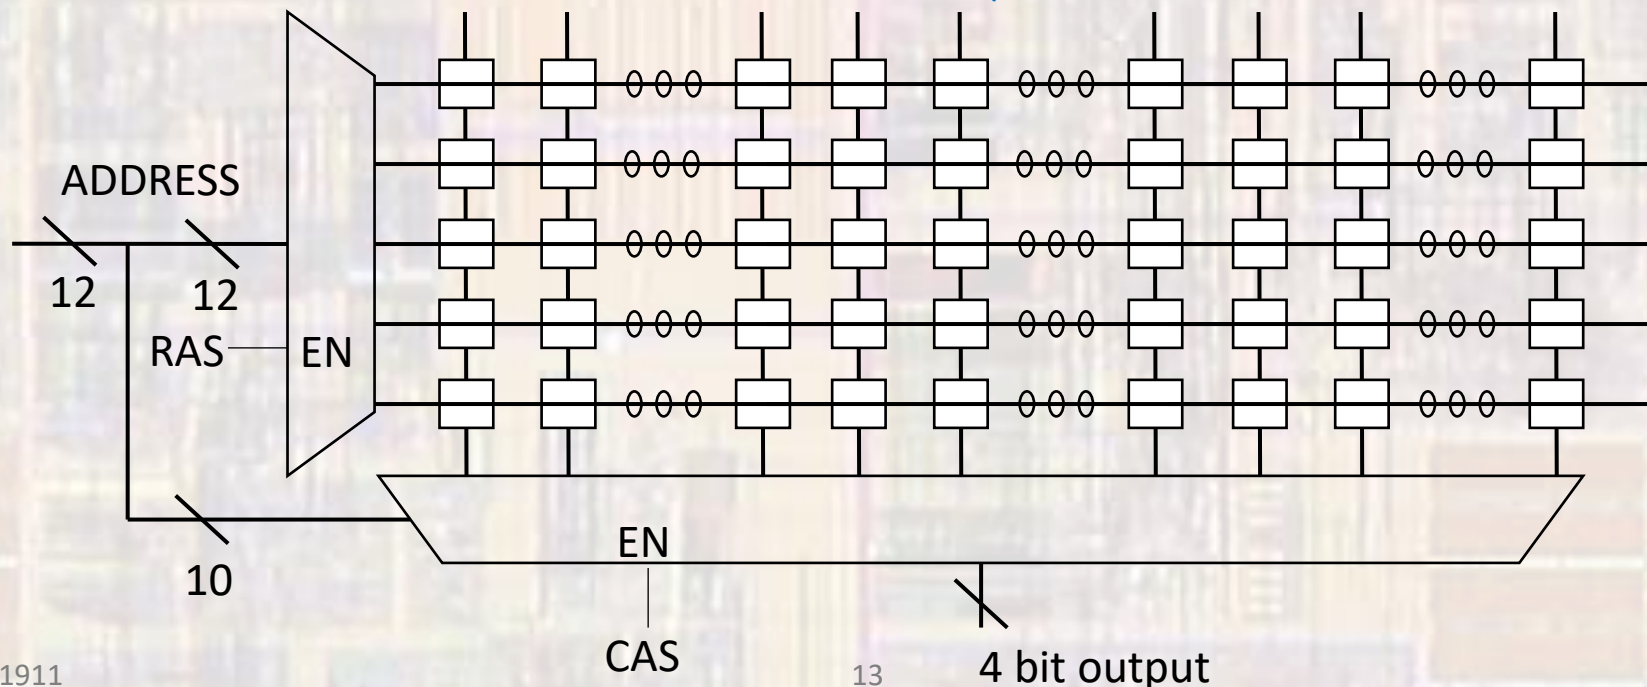 ADDRESS
12
12
RAS
EN
10
EN
CAS
4 bit output
1911
13